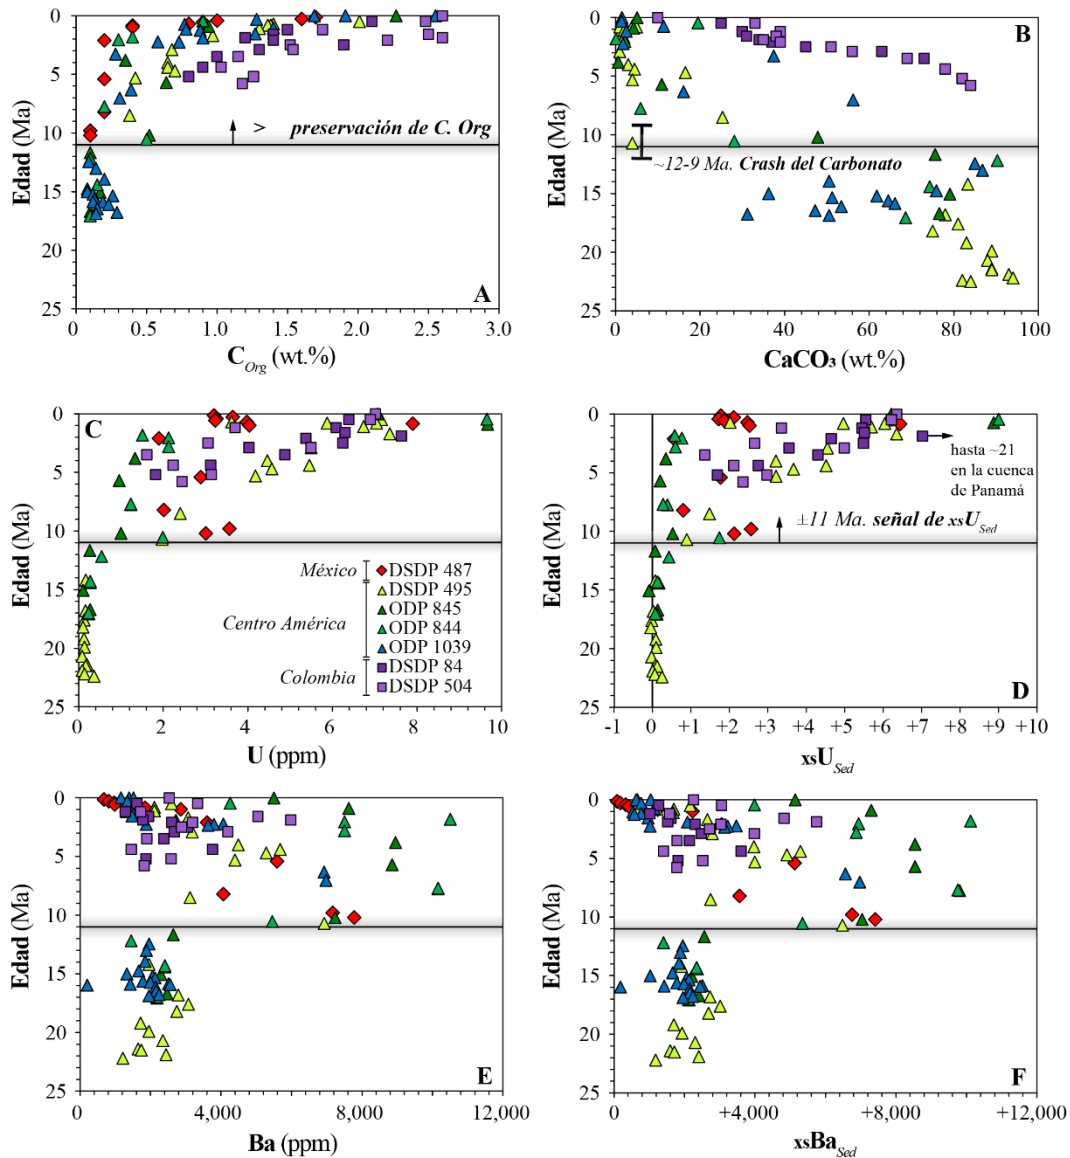 0
5
10
15
20
25
Edad (Ma)
> preservación de C. Org
A
0 0.5 1.0 1.5 2.0 2.5 3.0
C_Org (wt.%)
0
5
10
15
20
25
Edad (Ma)
B
~12-9 Ma. Crash del Carbonato
0 20 40 60 80 100
CaCO₃ (wt.%)
0
5
10
15
20
25
Edad (Ma)
C
México
Centro América
Colombia
DSDP 487
DSDP 495
ODP 845
ODP 844
ODP 1039
DSDP 84
DSDP 504
0 2 4 6 8 10
U (ppm)
0
5
10
15
20
25
Edad (Ma)
hasta ~21
en la cuenca
de Panamá
±11 Ma. señal de xsU_Sed
D
-1 0 +1 +2 +3 +4 +5 +6 +7 +8 +9 +10
xsU_Sed
0
5
10
15
20
25
Edad (Ma)
E
0 4,000 8,000 12,000
Ba (ppm)
0
5
10
15
20
25
Edad (Ma)
F
0 +4,000 +8,000 +12,000
xsBa_Sed